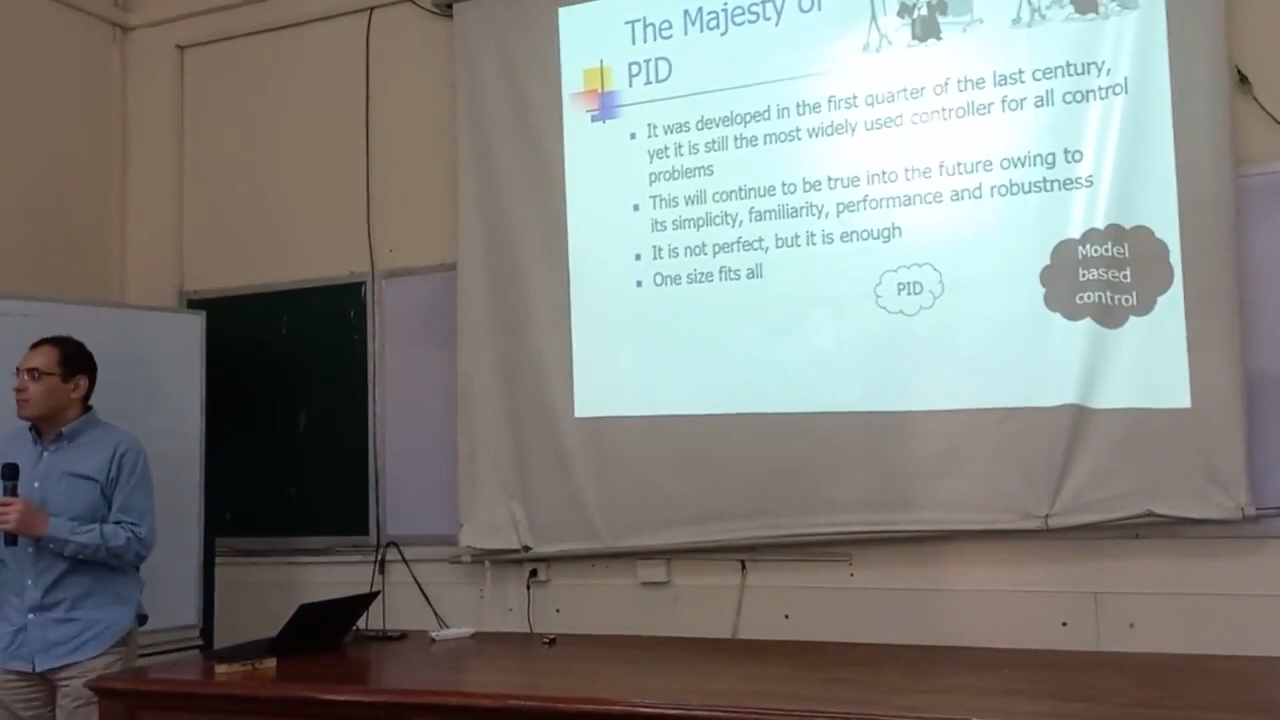 The Majesty of
PID
It was developed in the first quarter of the last century,
yet it is still the most widely used controller for all control
problems
This will continue to be true into the future owing to
its simplicity, familiarity, performance and robustness
It is not perfect, but it is enough
One size fits all
PID
Model
based
control